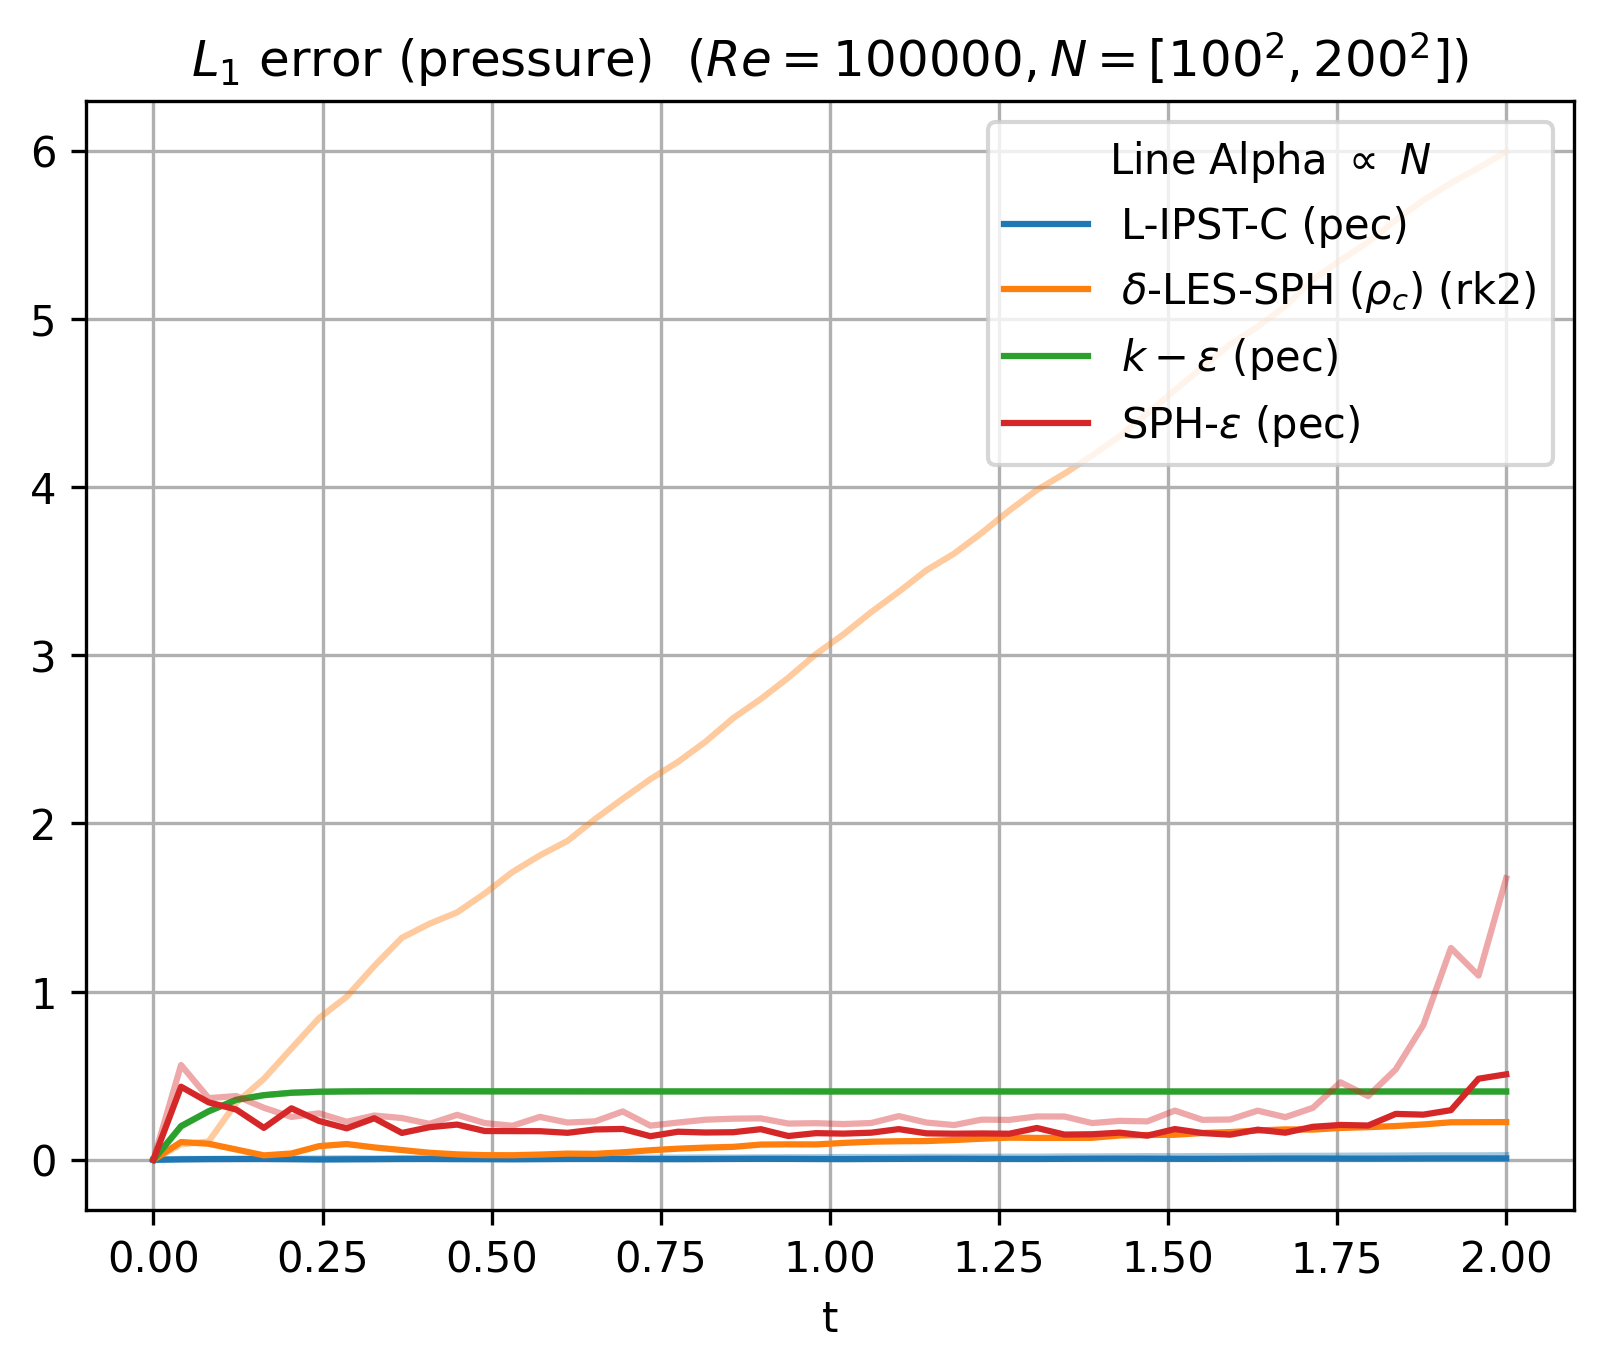 L₁ error (pressure) (Re = 100000, N = [100², 200²])
6
5
4
3
2
1
0
Line Alpha ∝ N
L-IPST-C (pec)
δ-LES-SPH (ρ_c) (rk2)
k − ε (pec)
SPH-ε (pec)
0.00 0.25 0.50 0.75 1.00 1.25 1.50 1.75 2.00
t